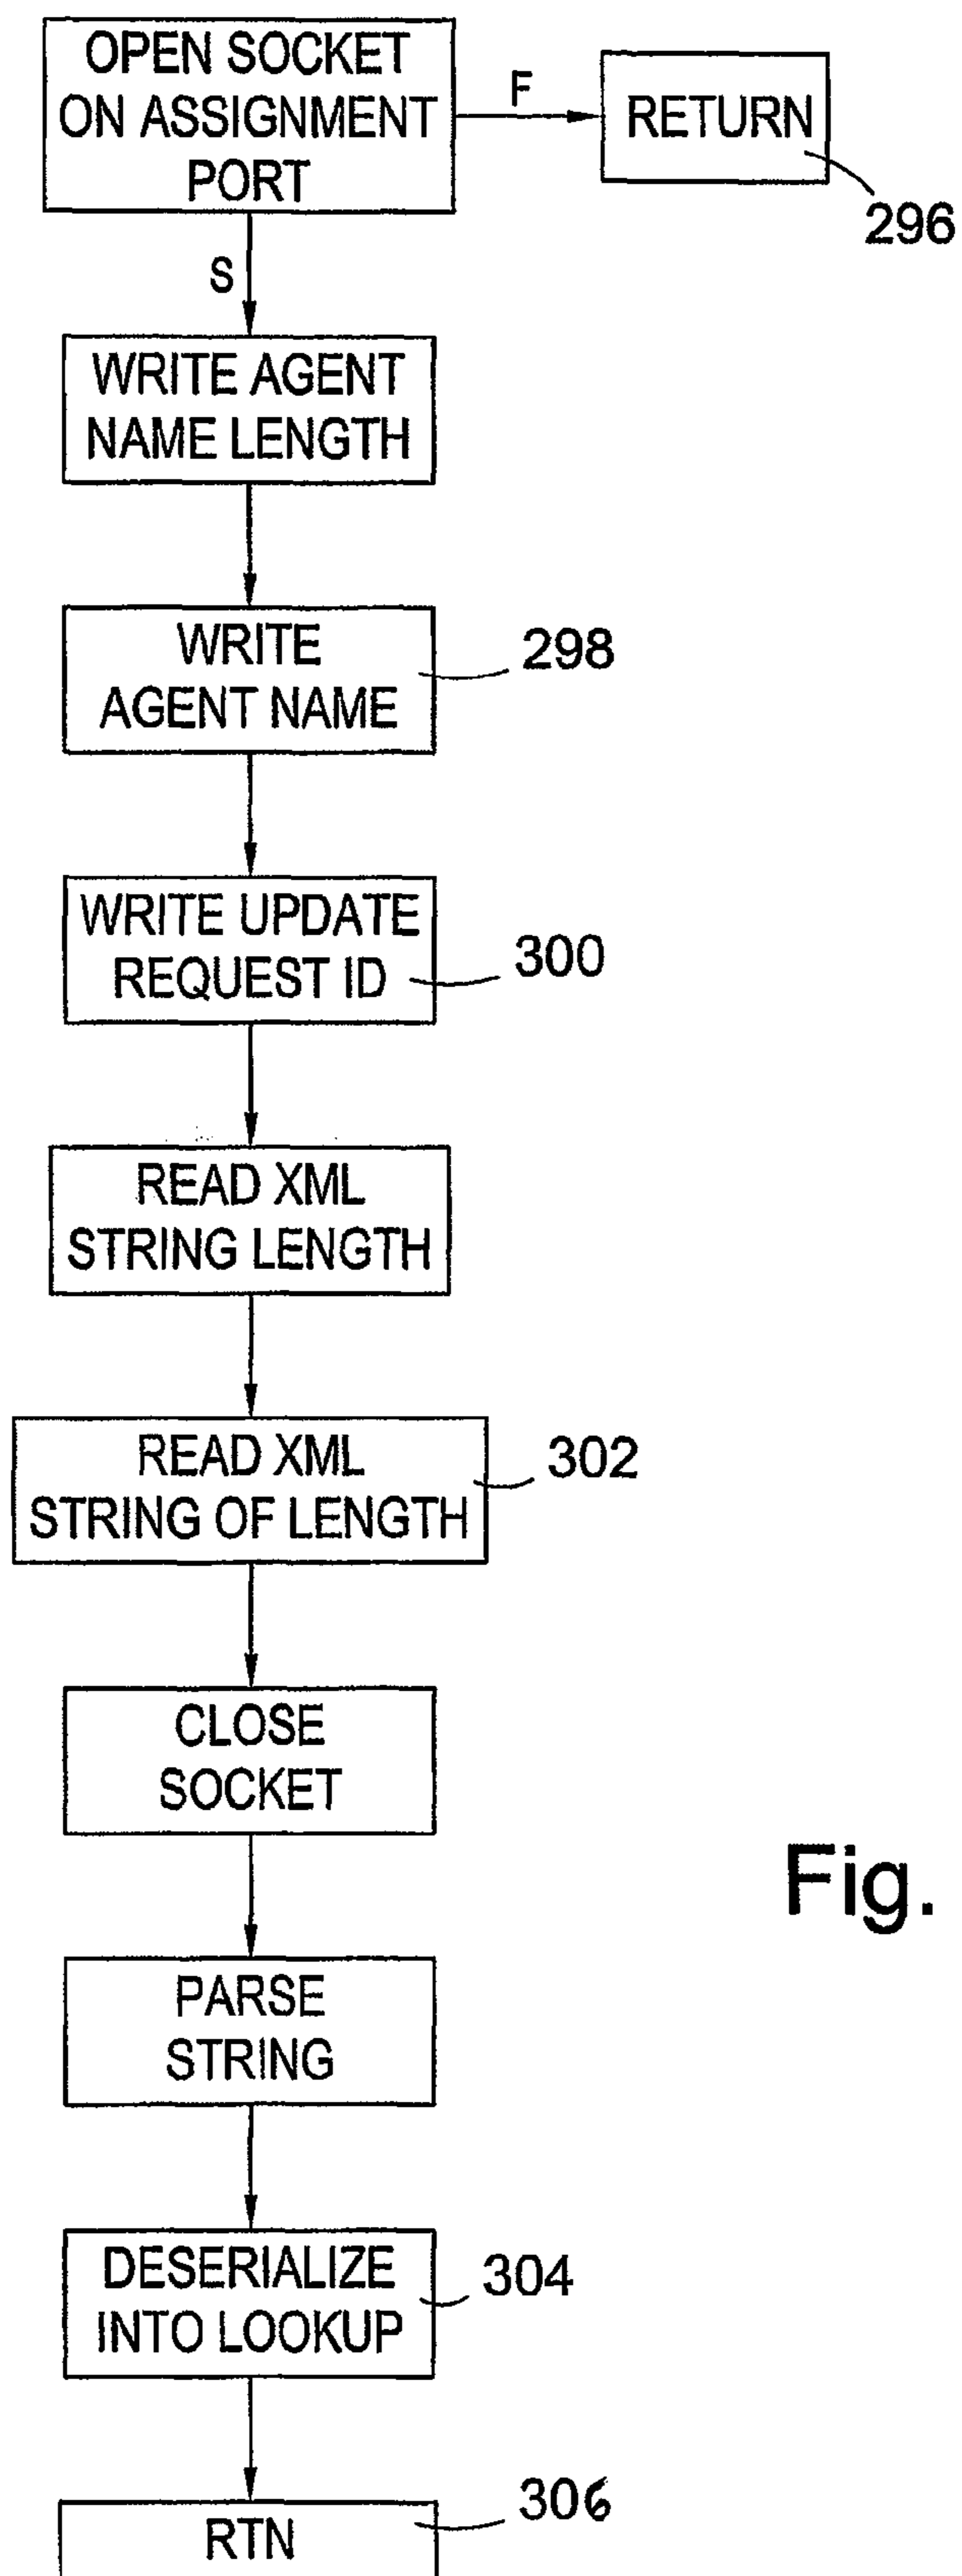 OPEN SOCKET
ON ASSIGNMENT
PORT
F
RETURN
296
S
WRITE AGENT
NAME LENGTH
WRITE
AGENT NAME
298
WRITE UPDATE
REQUEST ID
300
READ XML
STRING LENGTH
READ XML
STRING OF LENGTH
302
CLOSE
SOCKET
Fig.
PARSE
STRING
DESERIALIZE
INTO LOOKUP
304
RTN
306